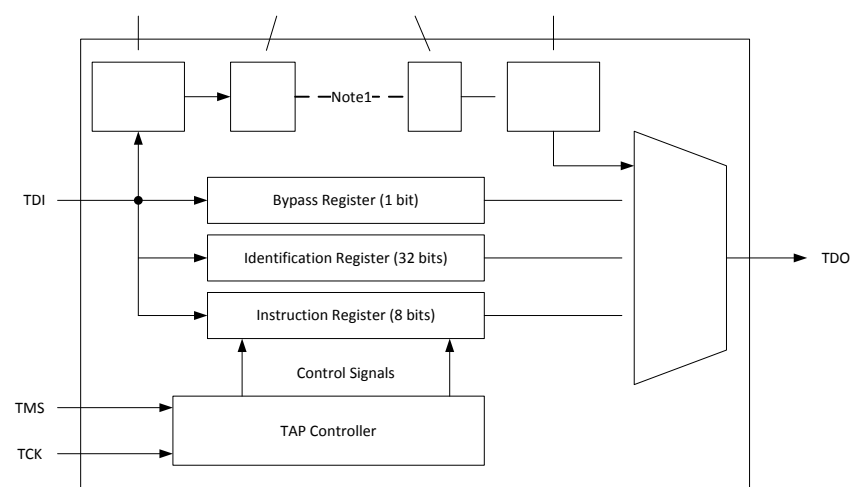 Note1
TDI
Bypass Register (1 bit)
Identification Register (32 bits)
TDO
Instruction Register (8 bits)
Control Signals
TMS
TAP Controller
TCK